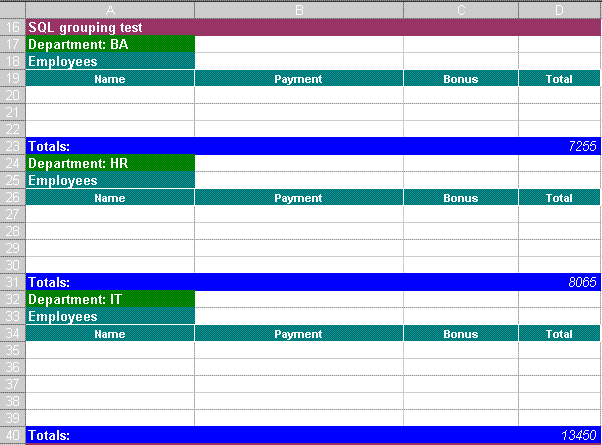 A B C D
16 SQL grouping test
17 Department: BA
18 Employees
19 Name Payment Bonus Total
20
21
22
23 Totals: 7255
24 Department: HR
25 Employees
26 Name Payment Bonus Total
27
28
29
30
31 Totals: 8065
32 Department: IT
33 Employees
34 Name Payment Bonus Total
35
36
37
38
39
40 Totals: 13450